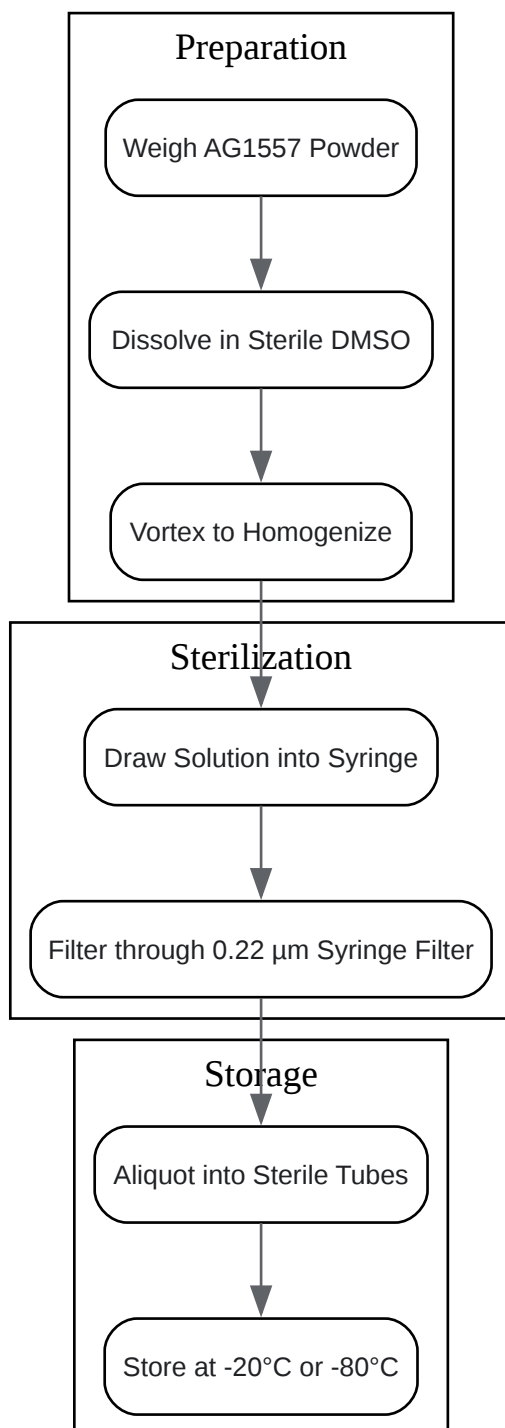 Preparation
Weigh AG1557 Powder
Dissolve in Sterile DMSO
Vortex to Homogenize
Sterilization
Draw Solution into Syringe
Filter through 0.22 µm Syringe Filter
Storage
Aliquot into Sterile Tubes
Store at -20°C or -80°C